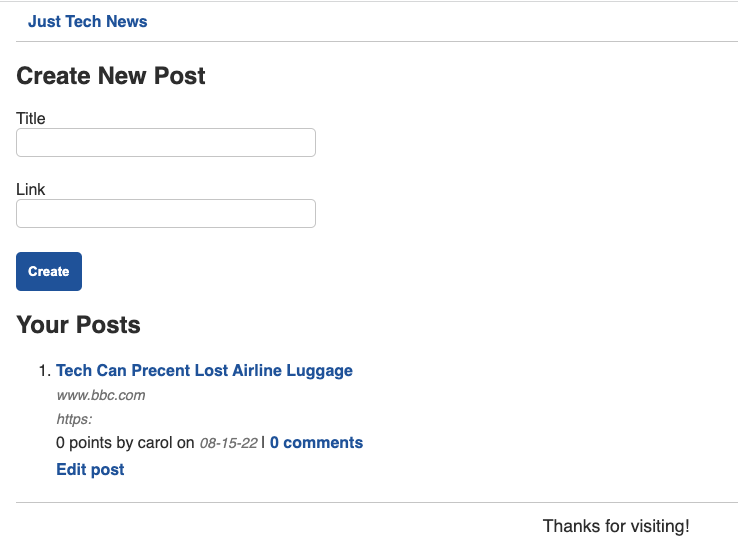 Just Tech News
Create New Post
Title
Link
Create
Your Posts
1. Tech Can Precent Lost Airline Luggage
www.bbc.com
https:
0 points by carol on 08-15-22 | 0 comments
Edit post
Thanks for visiting!